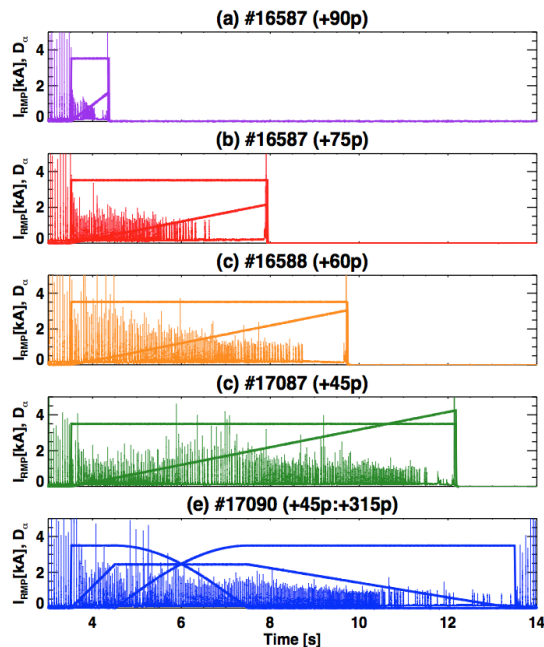 (a) #16587 (+90p)
I_RMP[kA], D_α
4
2
0
(b) #16587 (+75p)
I_RMP[kA], D_α
4
2
0
(c) #16588 (+60p)
I_RMP[kA], D_α
4
2
0
(c) #17087 (+45p)
I_RMP[kA], D_α
4
2
0
(e) #17090 (+45p:+315p)
I_RMP[kA], D_α
4
2
0
4 6 8 10 12 14
Time [s]